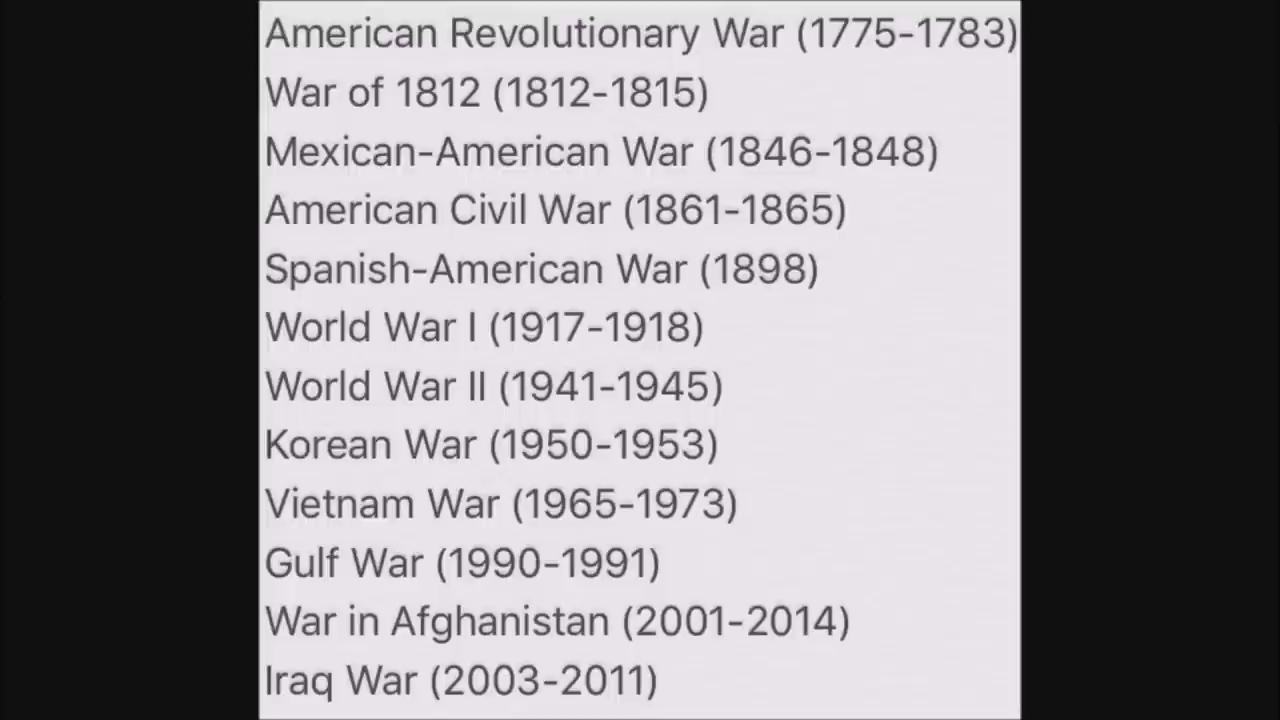 American Revolutionary War (1775-1783)
War of 1812 (1812-1815)
Mexican-American War (1846-1848)
American Civil War (1861-1865)
Spanish-American War (1898)
World War I (1917-1918)
World War II (1941-1945)
Korean War (1950-1953)
Vietnam War (1965-1973)
Gulf War (1990-1991)
War in Afghanistan (2001-2014)
Iraq War (2003-2011)